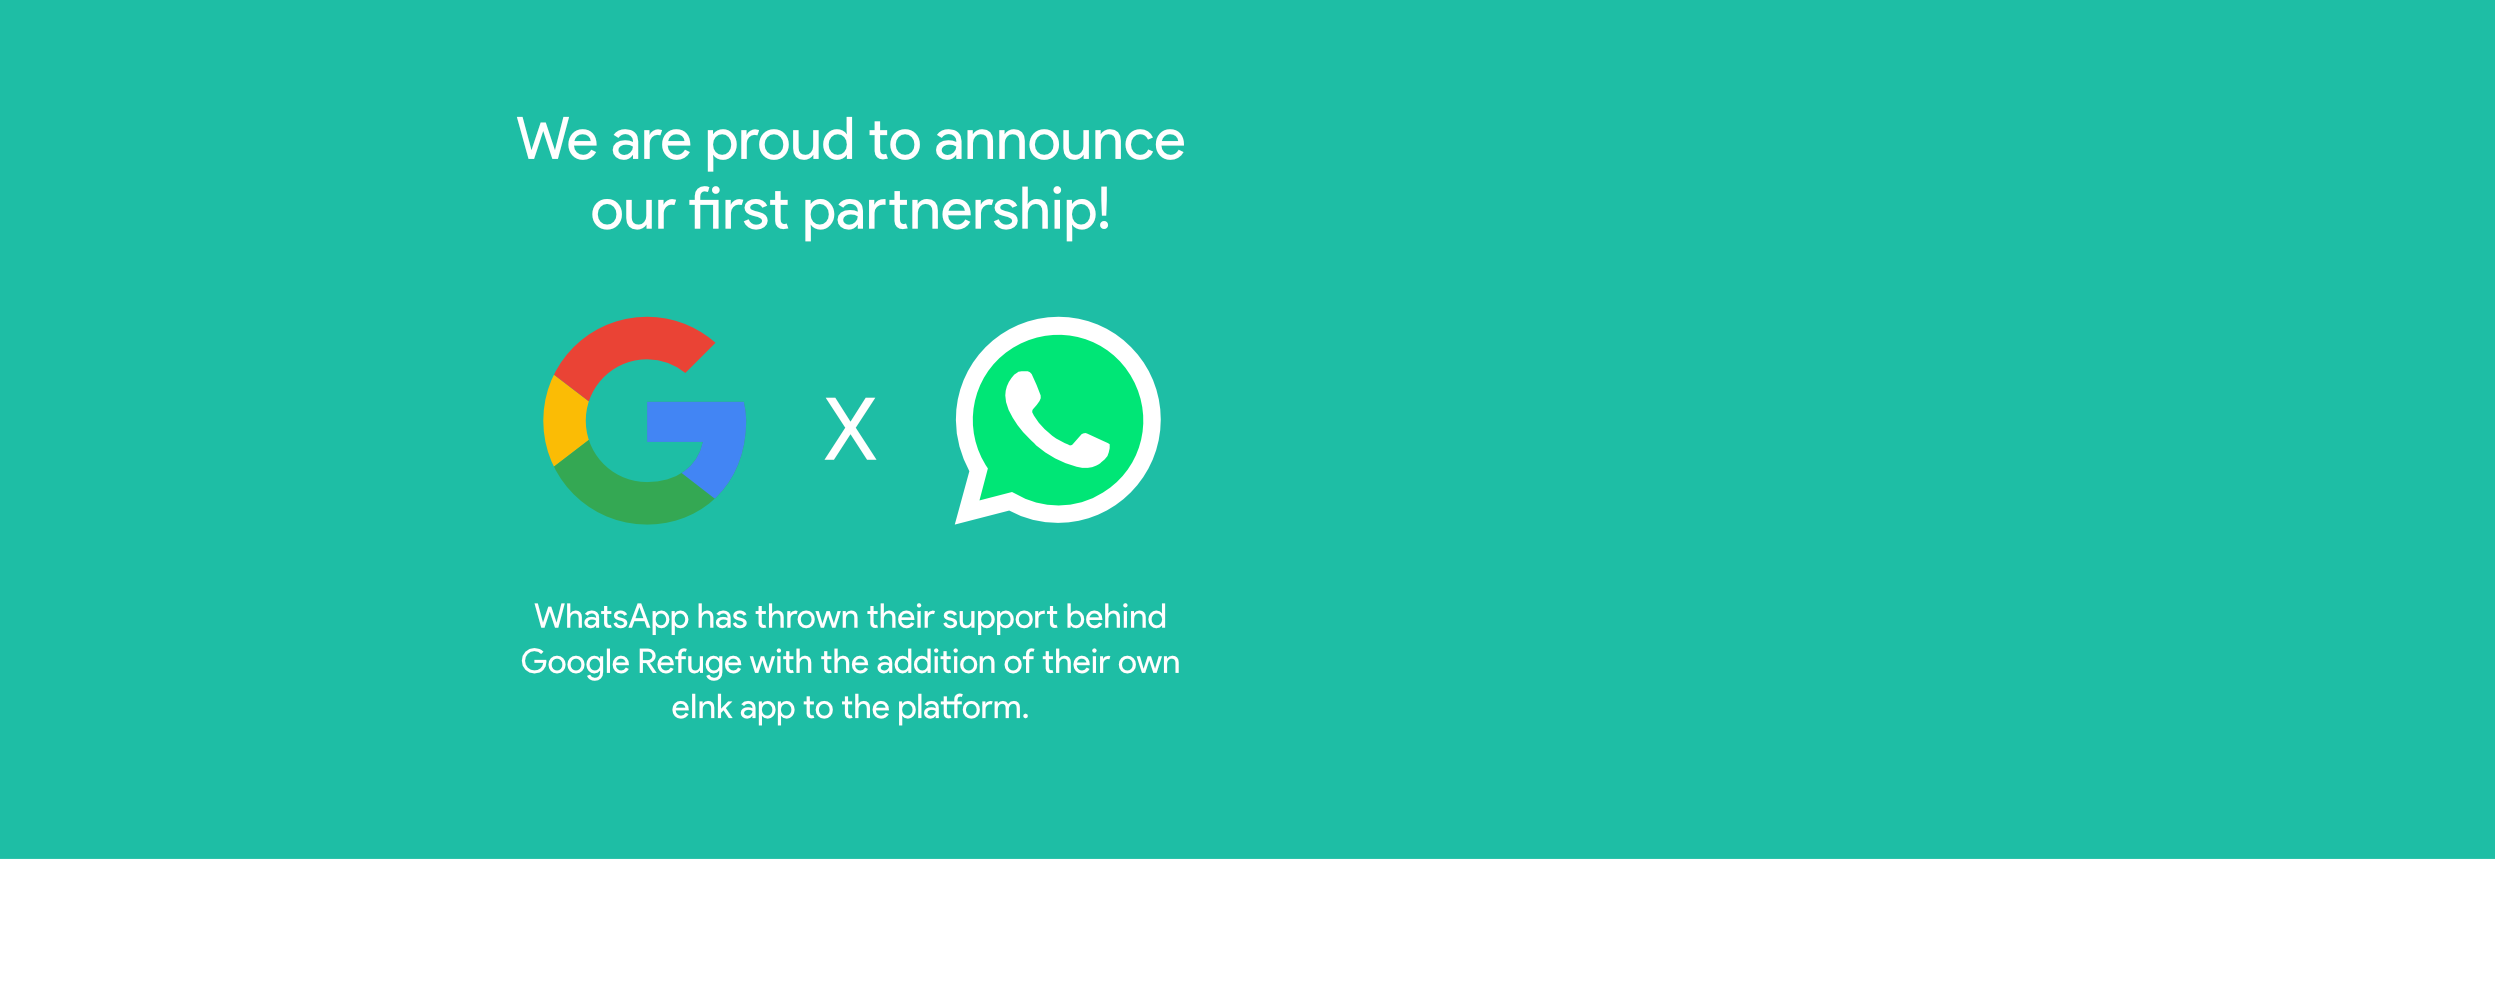 We are proud to announce
our first partnership!
X
WhatsApp has thrown their support behind
Google Refuge with the addition of their own
eInk app to the platform.